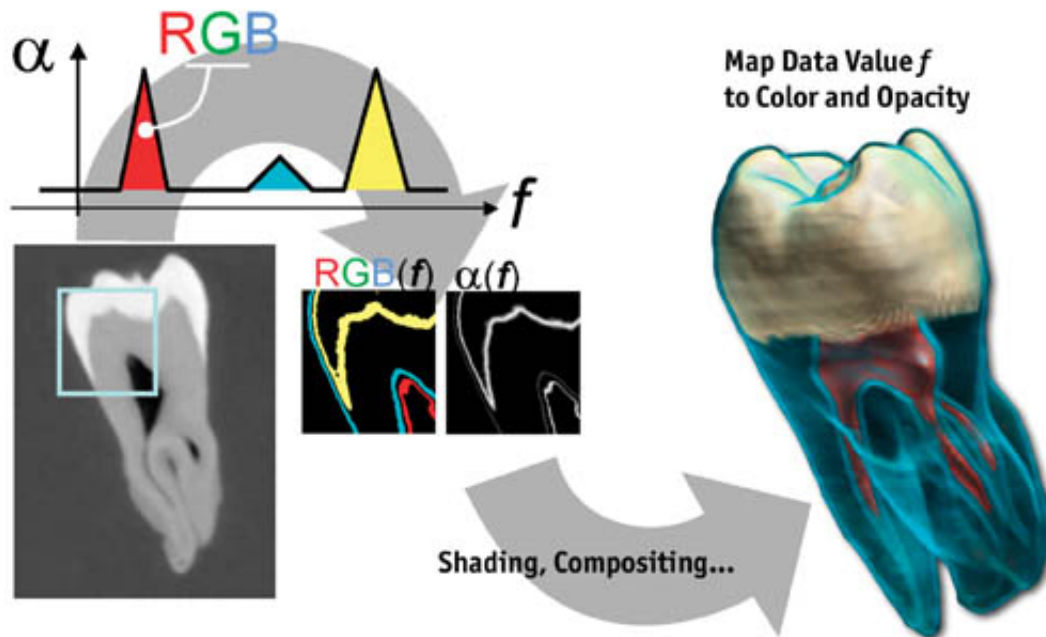 RGB
α
f
Map Data Value f
to Color and Opacity
RGB(f) α(f)
Shading, Compositing...